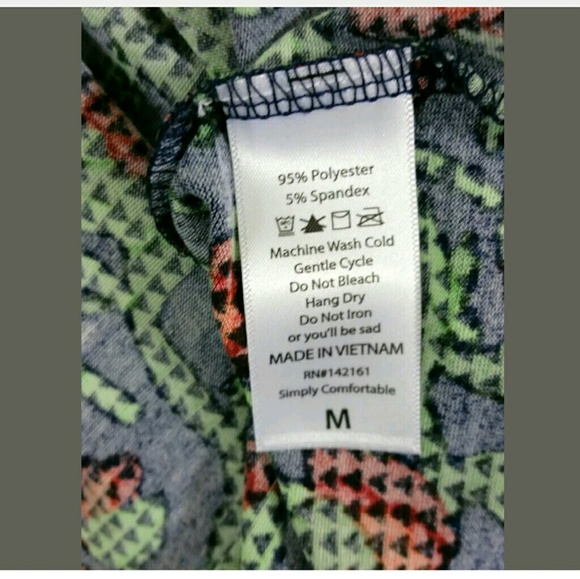 95% Polyester
5% Spandex
Machine Wash Cold
Gentle Cycle
Do Not Bleach
Hang Dry
Do Not Iron
or you'll be sad
MADE IN VIETNAM
RN#142161
Simply Comfortable
M